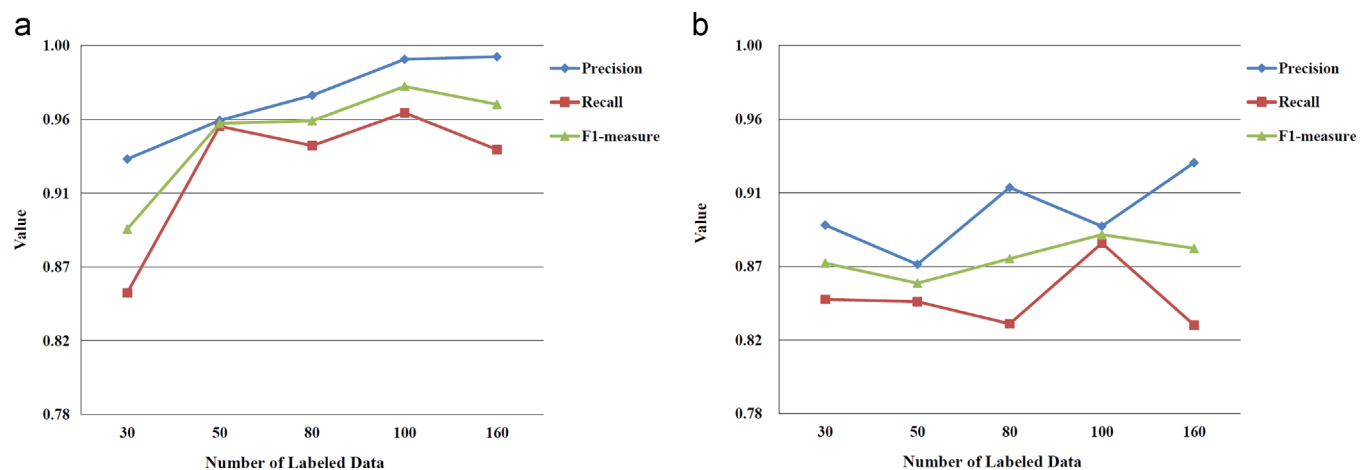 a
1.00
0.96
0.91
0.87
0.82
0.78
Value
30 50 80 100 160
Number of Labeled Data
Precision
Recall
F1-measure
b
1.00
0.96
0.91
0.87
0.82
0.78
Value
30 50 80 100 160
Number of Labeled Data
Precision
Recall
F1-measure